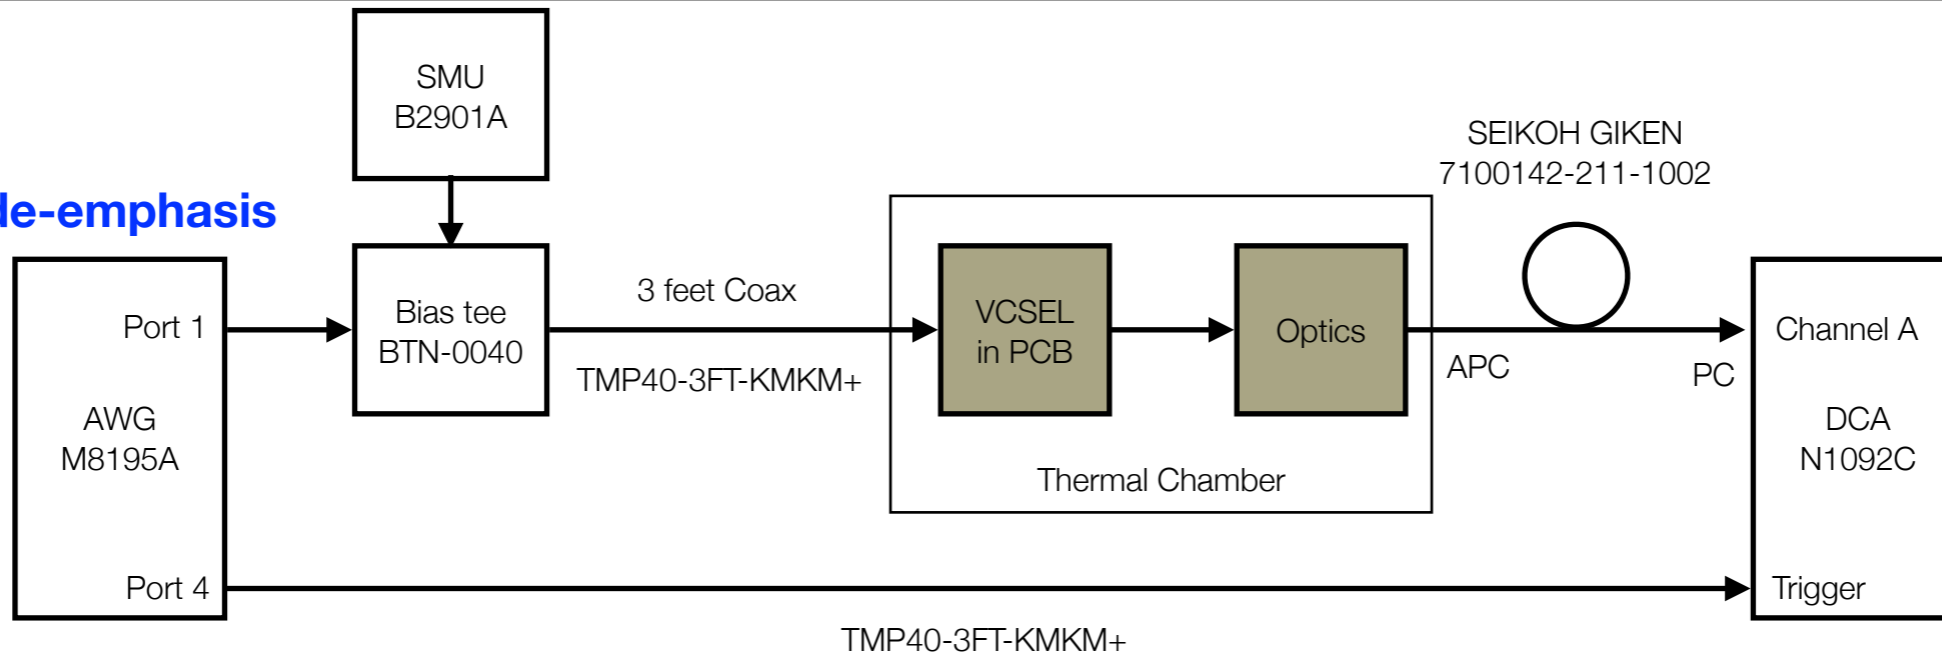 SMU
B2901A
SEIKOH GIKEN
7100142-211-1002
de-emphasis
3 feet Coax
Port 1
Bias tee
BTN-0040
VCSEL
in PCB
Optics
Channel A
TMP40-3FT-KMKM+
APC
PC
AWG
M8195A
DCA
N1092C
Thermal Chamber
Port 4
Trigger
TMP40-3FT-KMKM+